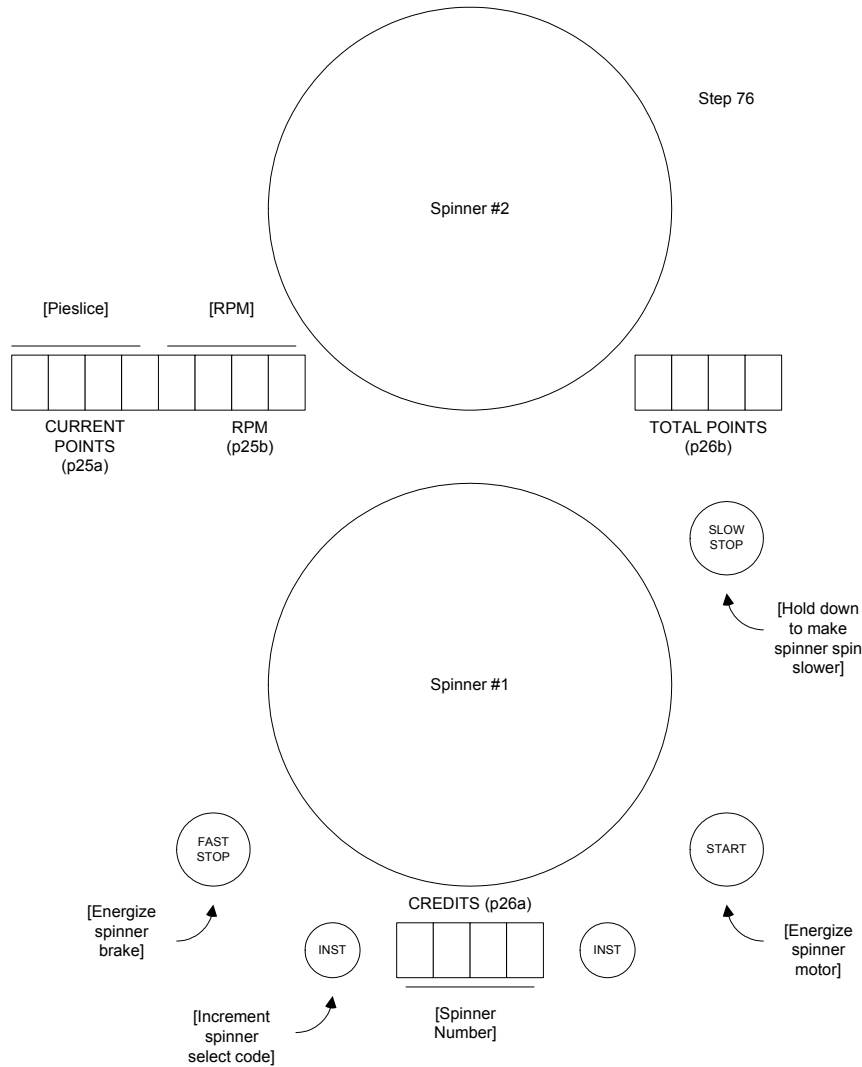 Step 76
Spinner #2
[Pieslice]
[RPM]
CURRENT
POINTS
(p25a)
RPM
(p25b)
TOTAL POINTS
(p26b)
SLOW
STOP
[Hold down
to make
spinner spin
slower]
Spinner #1
FAST
STOP
START
[Energize
spinner
brake]
CREDITS (p26a)
INST
INST
[Energize
spinner
motor]
[Increment
spinner
select code]
[Spinner
Number]